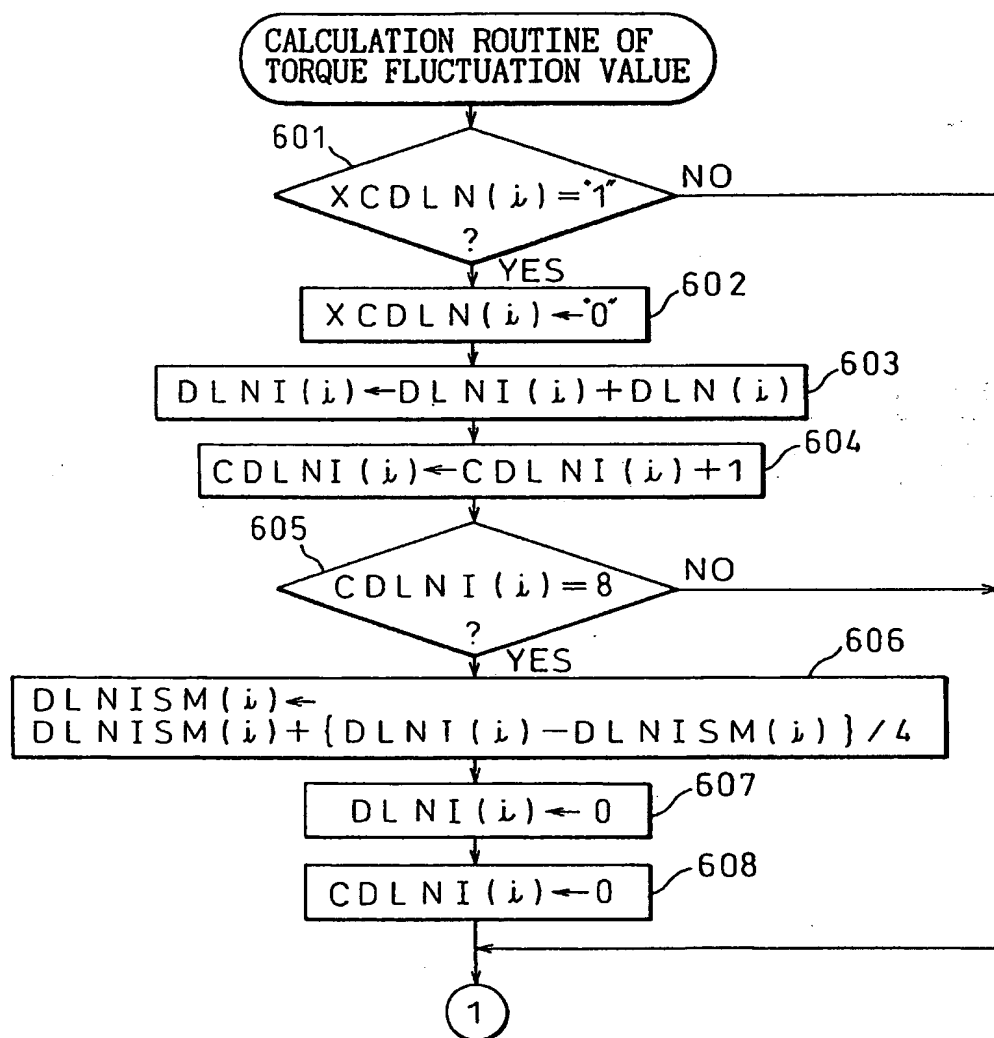 CALCULATION ROUTINE OF
TORQUE FLUCTUATION VALUE
601
XCDLN(i)="1"
?
NO
YES
602
XCDLN(i)←"0"
603
DLNI(i)←DLNI(i)+DLN(i)
604
CDLNI(i)←CDLNI(i)+1
605
CDLNI(i)=8
?
NO
YES
606
DLNISM(i)←
DLNISM(i)+{DLNI(i)−DLNISM(i)}/4
607
DLNI(i)←0
608
CDLNI(i)←0
1